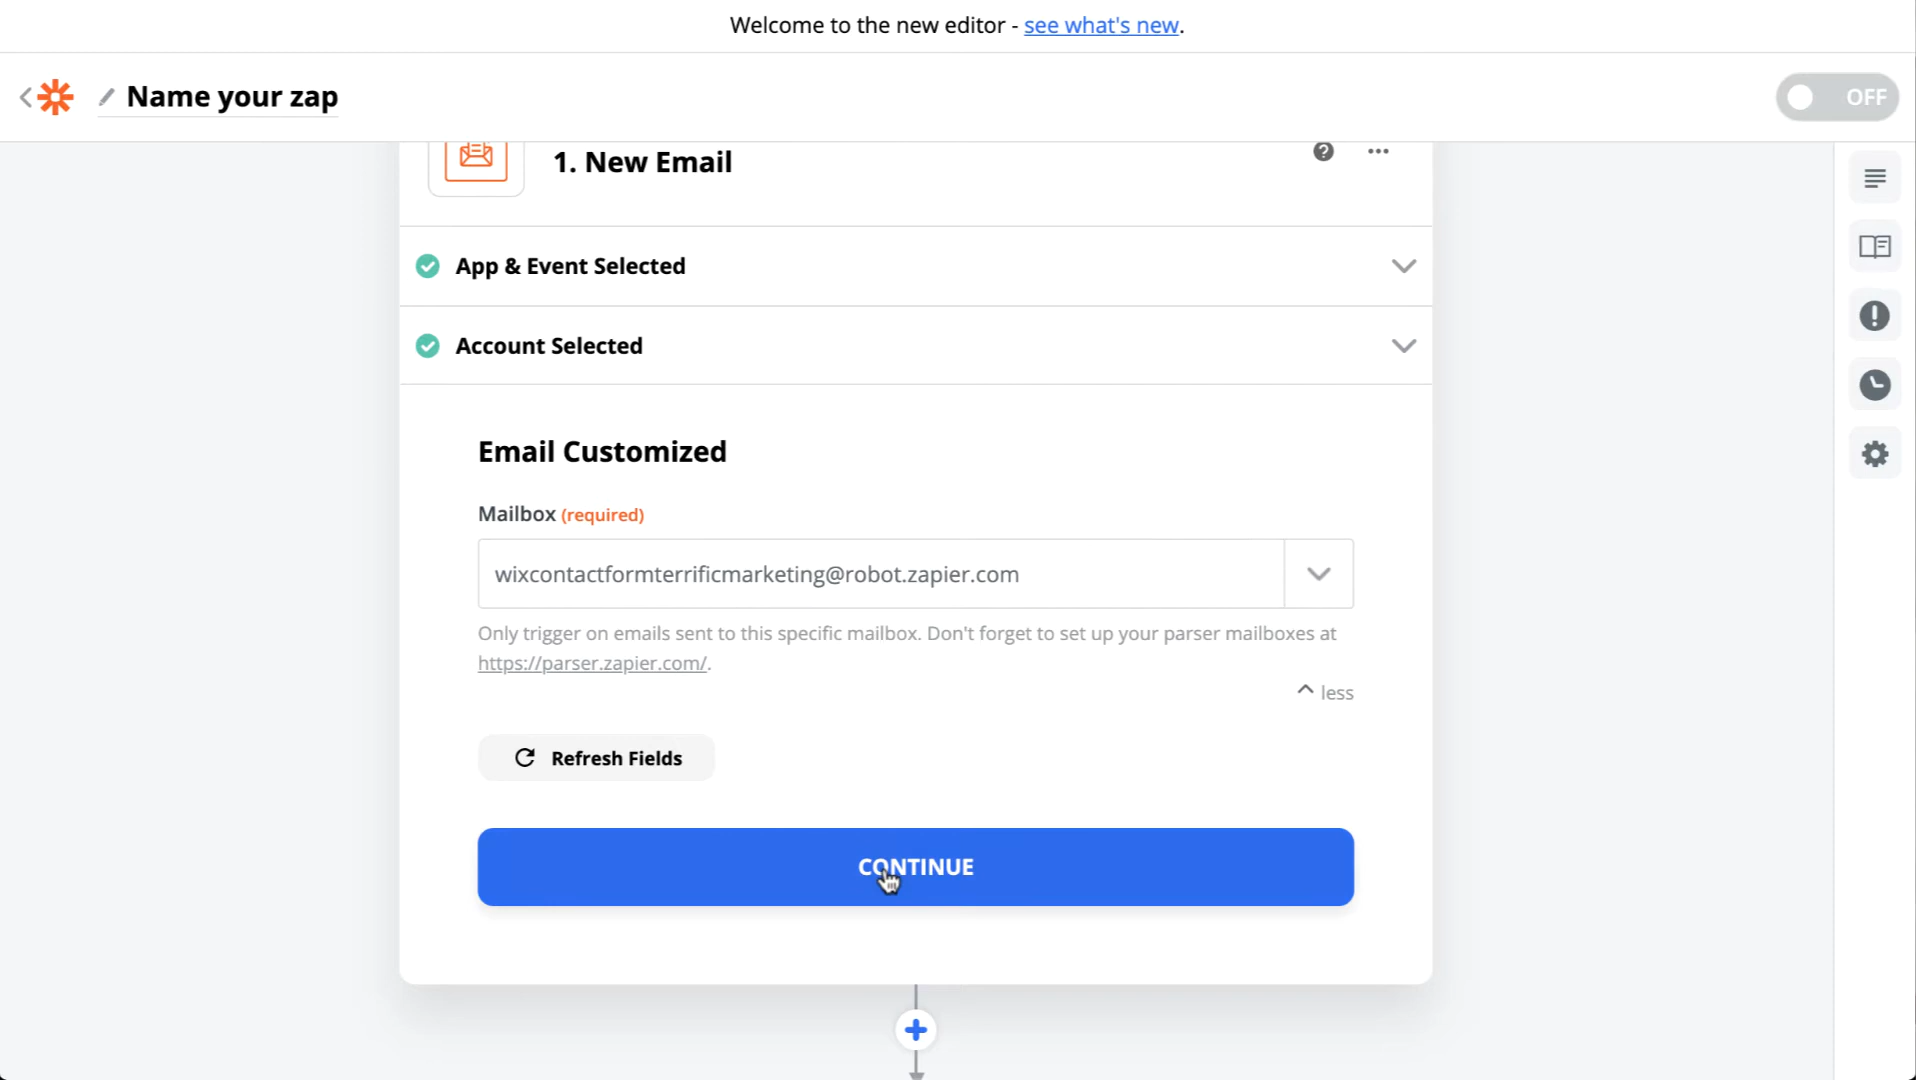 Welcome to the new editor - see what's new.
Name your zap
OFF
1. New Email
App & Event Selected
Account Selected
Email Customized
Mailbox (required)
wixcontactformterrificmarketing@robot.zapier.com
Only trigger on emails sent to this specific mailbox. Don't forget to set up your parser mailboxes at
https://parser.zapier.com/.
less
Refresh Fields
CONTINUE